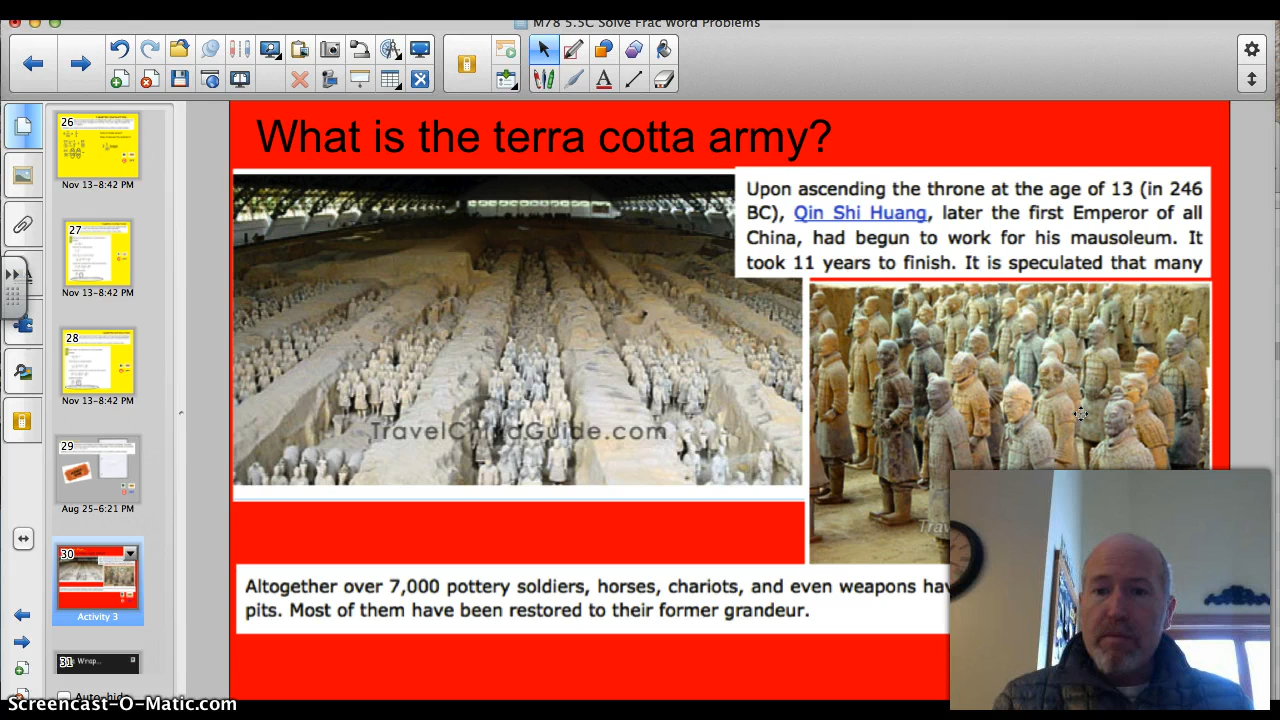 M78 5.5C Solve Frac Word Problems
26
Nov 13-8:42 PM
27
Nov 13-8:42 PM
28
Nov 13-8:42 PM
29
Aug 25-6:21 PM
30
Activity 3
31
Wrap...
Auto-hid
What is the terra cotta army?
Upon ascending the throne at the age of 13 (in 246
BC), Qin Shi Huang, later the first Emperor of all
China, had begun to work for his mausoleum. It
took 11 years to finish. It is speculated that many
TravelChinaGuide.com
Trav
Altogether over 7,000 pottery soldiers, horses, chariots, and even weapons hav
pits. Most of them have been restored to their former grandeur.
Screencast-O-Matic.com